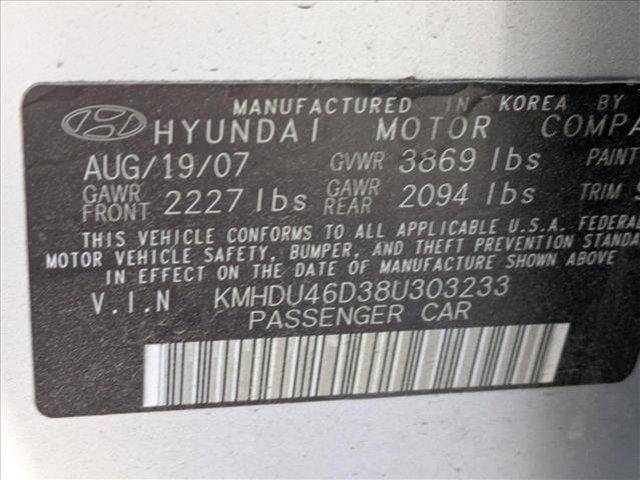 MANUFACTURED IN KOREA BY
HYUNDAI MOTOR COMPA
AUG/19/07 GVWR 3869 lbs PAINT
GAWR FRONT 2227 lbs GAWR REAR 2094 lbs TRIM
THIS VEHICLE CONFORMS TO ALL APPLICABLE U.S.A. FEDERAL
MOTOR VEHICLE SAFETY, BUMPER, AND THEFT PREVENTION STANDA
IN EFFECT ON THE DATE OF MANUFACTURE SHOWN ABOVE
V.I.N KMHDU46D38U303233
PASSENGER CAR